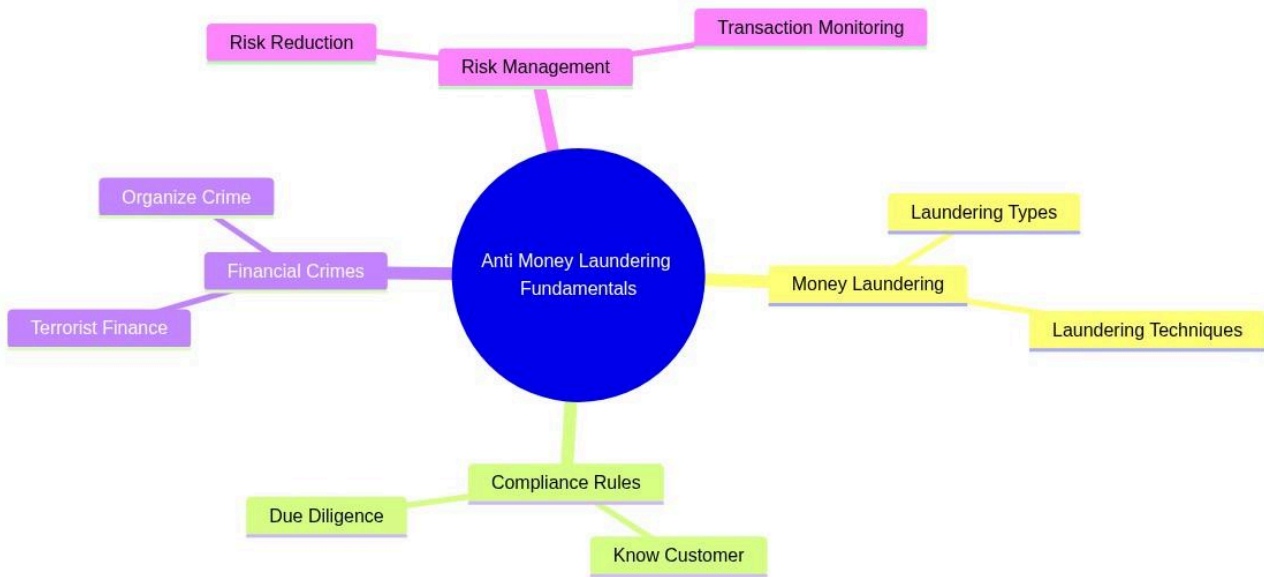 Risk Reduction
Transaction Monitoring
Risk Management
Organize Crime
Financial Crimes
Terrorist Finance
Anti Money Laundering
Fundamentals
Laundering Types
Money Laundering
Laundering Techniques
Compliance Rules
Due Diligence
Know Customer